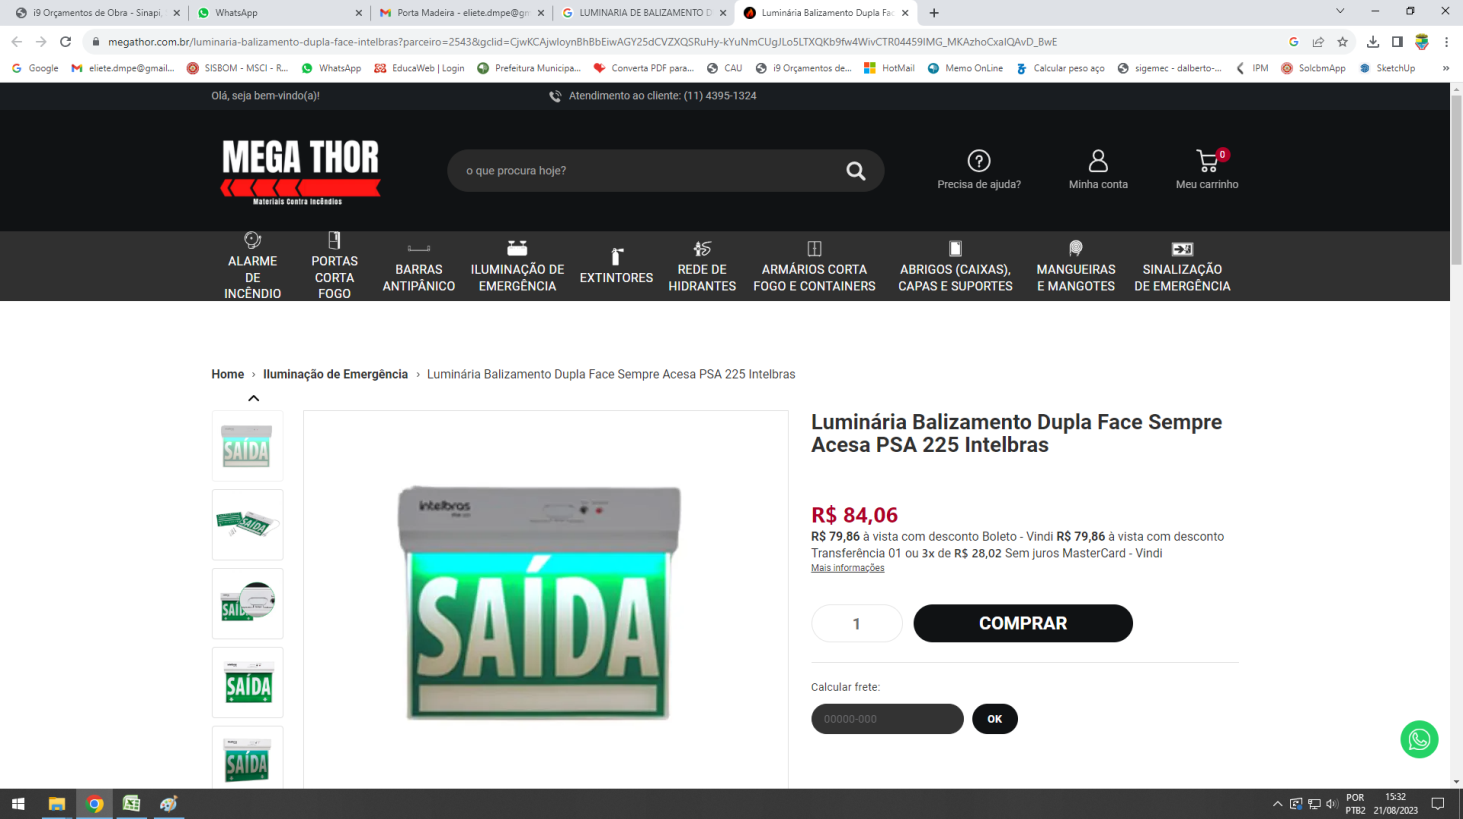 i9 Orçamentos de Obra - Sinapi,
WhatsApp
Porta Madeira - eliete.dmpe@gm
LUMINARIA DE BALIZAMENTO D
Luminária Balizamento Dupla Fac
megathor.com.br/luminaria-balizamento-dupla-face-intelbras?parceiro=2543&gclid=CjwKCAjwloynBhBbEiwAGY25dCVZXQSRuHy-kYuNmCUgJLo5LTXQKb9fw4WivCTR04459IMG_MKAzhoCxaIQAvD_BwE
Google
eliete.dmpe@gmail...
SISBOM - MSCI - R...
WhatsApp
EducaWeb | Login
Prefeitura Municipa...
Converta PDF para...
CAU
i9 Orçamentos de...
HotMail
Memo OnLine
Calcular peso aço
sigemec - dalberto-...
IPM
SolcbmApp
SketchUp
»
Olá, seja bem-vindo(a)!
Atendimento ao cliente: (11) 4395-1324
MEGA THOR
Materiais Contra Incêndios
o que procura hoje?
Precisa de ajuda?
Minha conta
0
Meu carrinho
ALARME
DE
INCÊNDIO
PORTAS
CORTA
FOGO
BARRAS
ANTIPÂNICO
ILUMINAÇÃO DE
EMERGÊNCIA
EXTINTORES
REDE DE
HIDRANTES
ARMÁRIOS CORTA
FOGO E CONTAINERS
ABRIGOS (CAIXAS),
CAPAS E SUPORTES
MANGUEIRAS
E MANGOTES
SINALIZAÇÃO
DE EMERGÊNCIA
Home › Iluminação de Emergência › Luminária Balizamento Dupla Face Sempre Acesa PSA 225 Intelbras
SAÍDA
SAÍDA
SAÍDA
SAÍDA
SAÍDA
intelbras
SAÍDA
Luminária Balizamento Dupla Face Sempre
Acesa PSA 225 Intelbras
R$ 84,06
R$ 79,86 à vista com desconto Boleto - Vindi R$ 79,86 à vista com desconto
Transferência 01 ou 3x de R$ 28,02 Sem juros MasterCard - Vindi
Mais informações
1
COMPRAR
Calcular frete:
00000-000
OK
POR
PTB2
15:32
21/08/2023